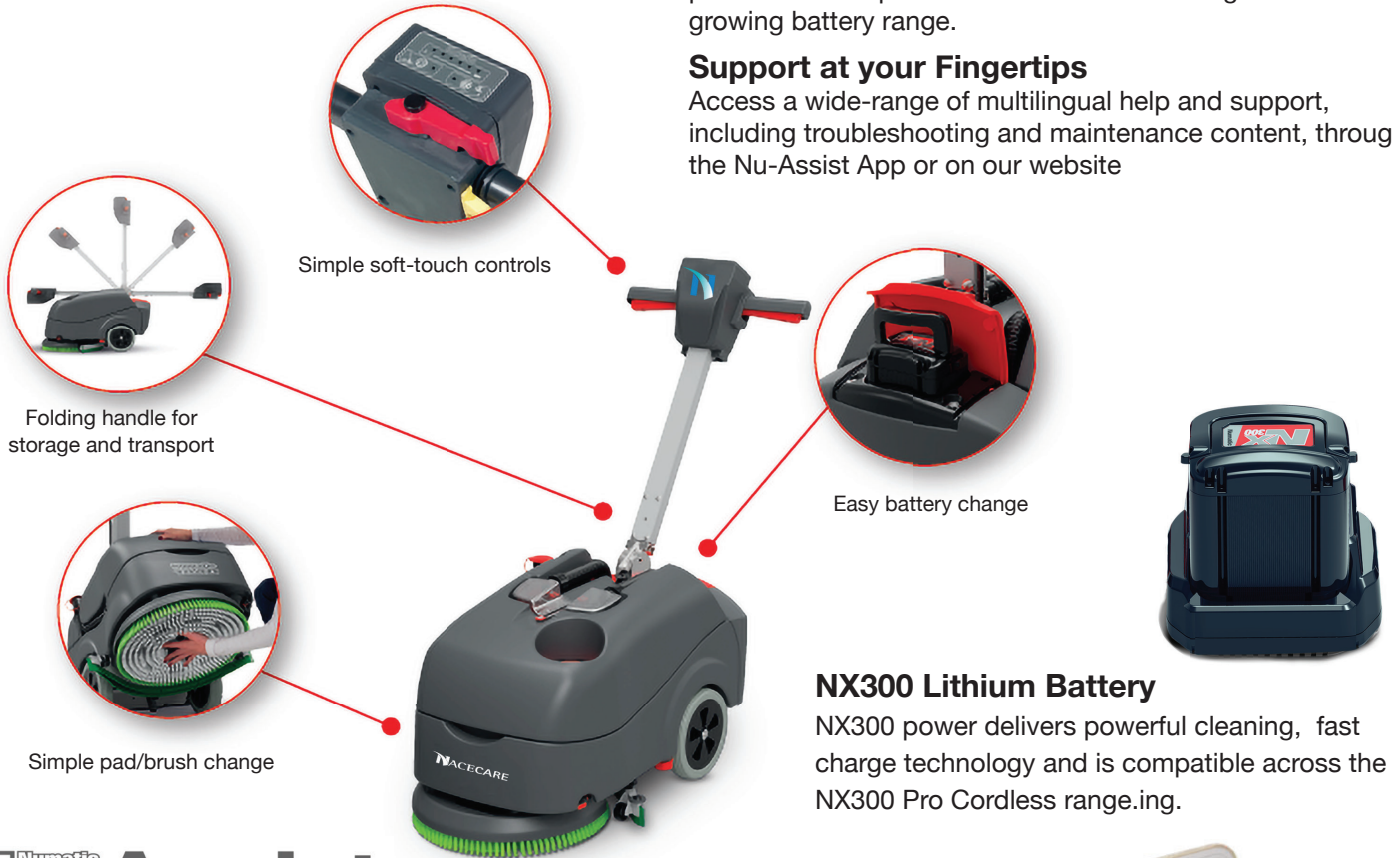 growing battery range.
Support at your Fingertips
Access a wide-range of multilingual help and support,
including troubleshooting and maintenance content, throug
the Nu-Assist App or on our website
Simple soft-touch controls
Folding handle for
storage and transport
Easy battery change
Simple pad/brush change
NACECARE
NX300
NX300 Lithium Battery
NX300 power delivers powerful cleaning, fast
charge technology and is compatible across the
NX300 Pro Cordless range.ing.
Numatic